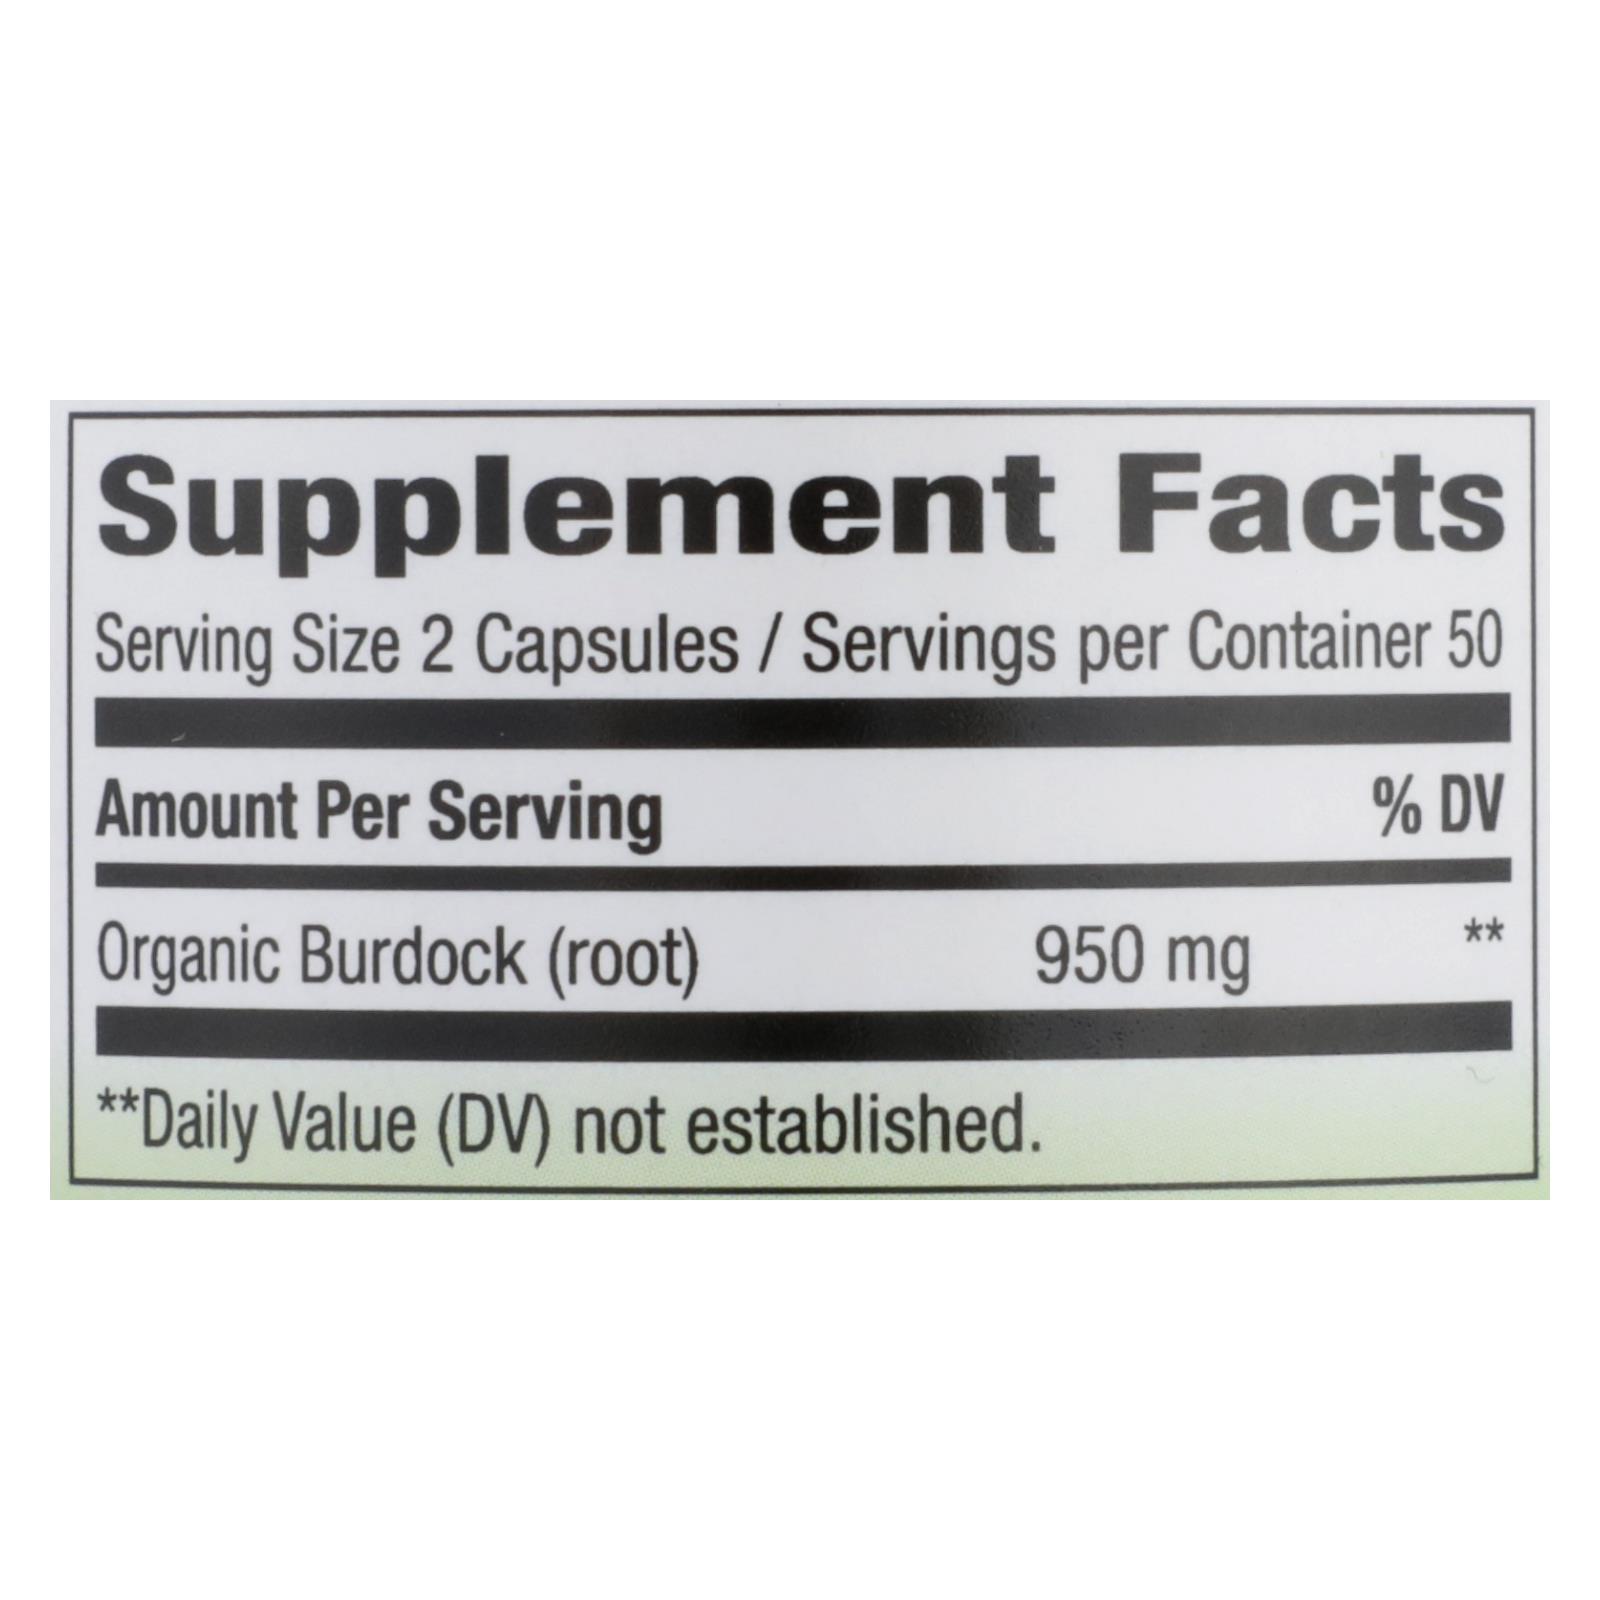 Supplement Facts
Serving Size 2 Capsules / Servings per Container 50
Amount Per Serving % DV
Organic Burdock (root) 950 mg **
**Daily Value (DV) not established.